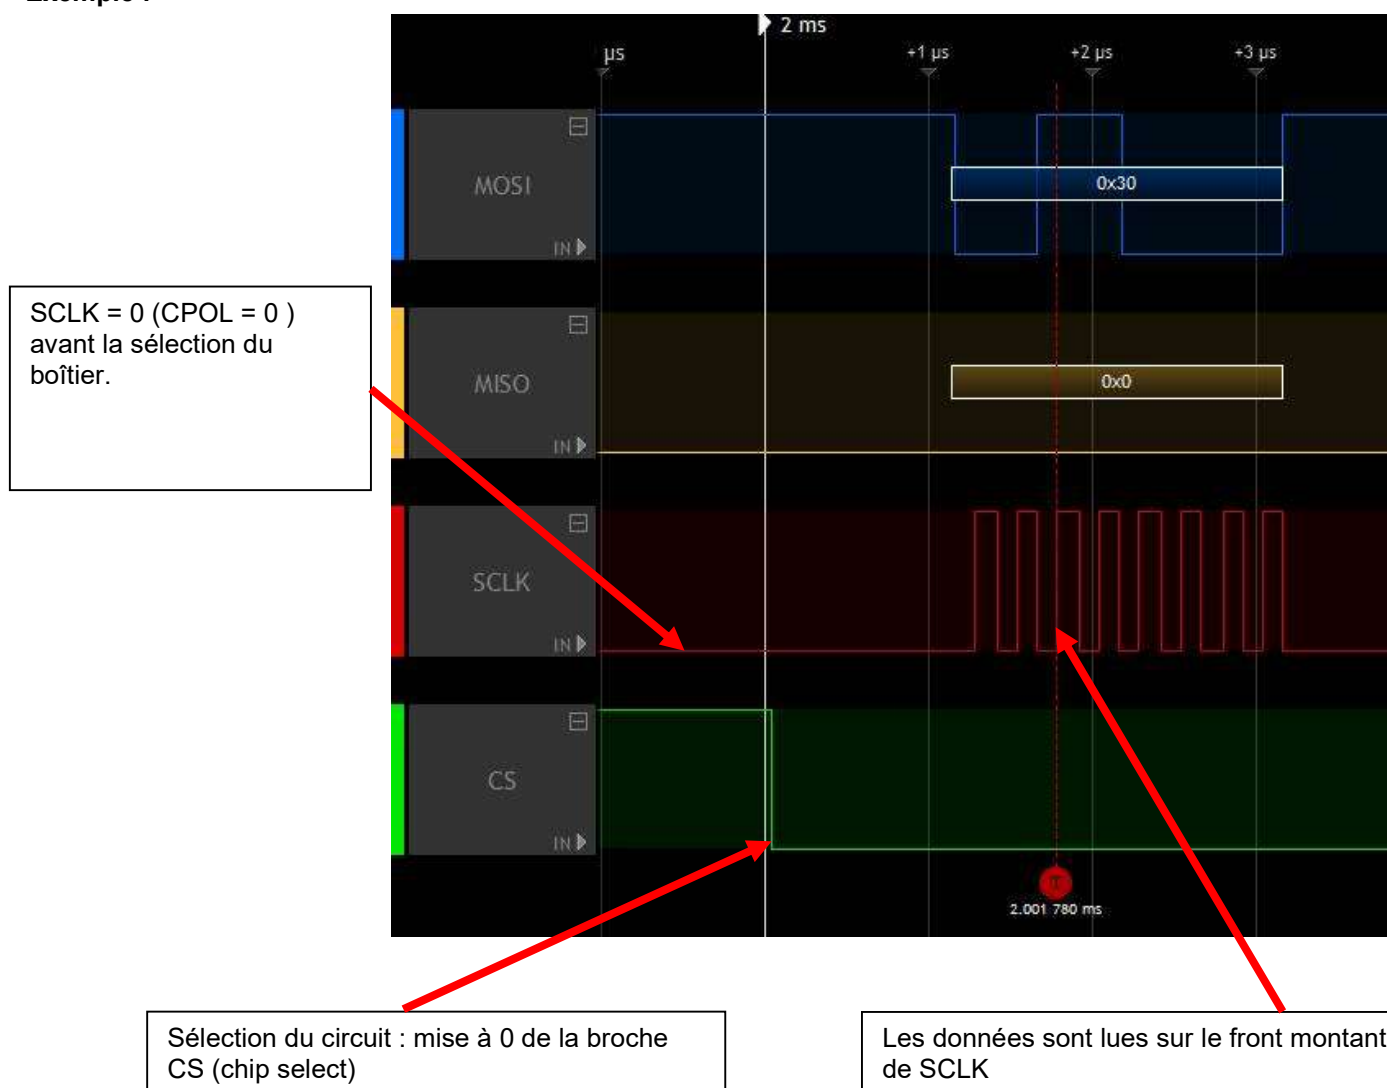 Exemple :
2 ms
µs
+1 µs
+2 µs
+3 µs
MOSI
IN
0x30
SCLK = 0 (CPOL = 0 )
avant la sélection du
boîtier.
MISO
IN
0x0
SCLK
IN
CS
IN
T
2.001 780 ms
Sélection du circuit : mise à 0 de la broche
CS (chip select)
Les données sont lues sur le front montant
de SCLK